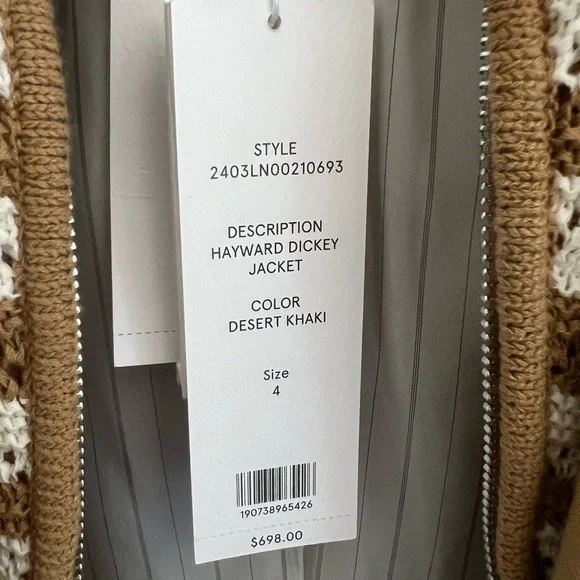 STYLE
2403LN00210693
DESCRIPTION
HAYWARD DICKEY
JACKET
COLOR
DESERT KHAKI
Size
4
190738965426
$698.00